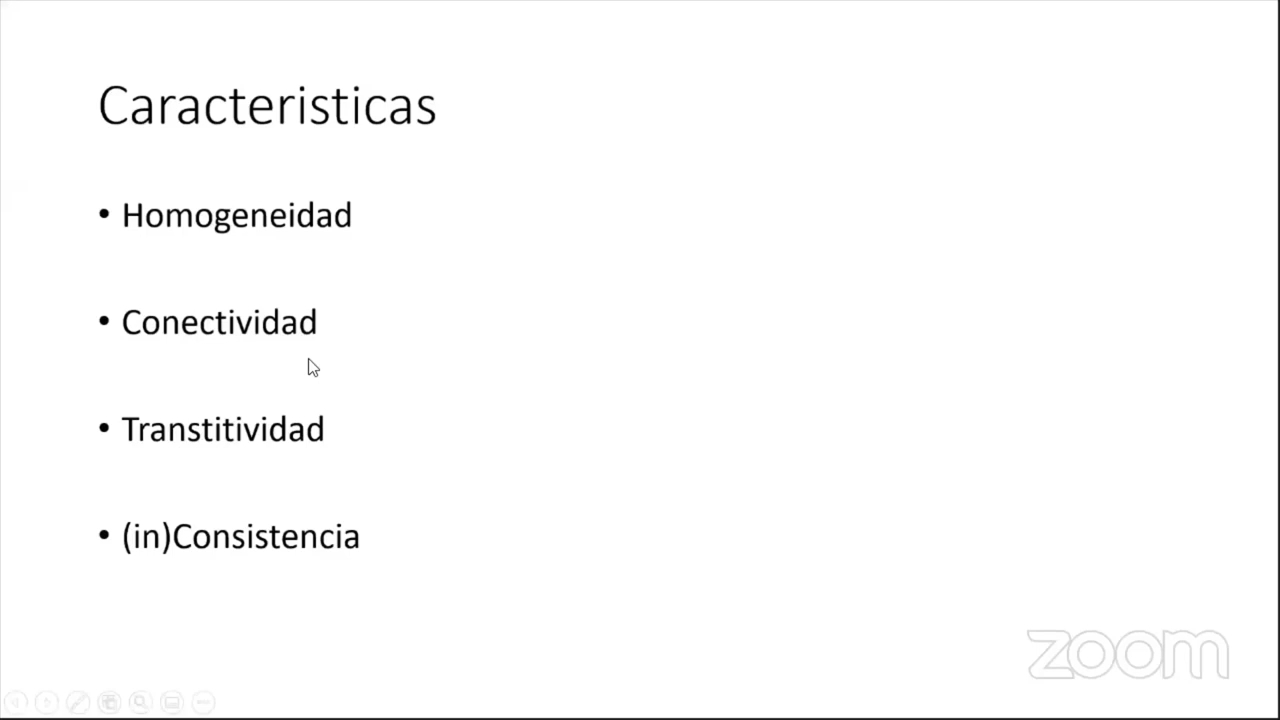 Caracteristicas
• Homogeneidad
• Conectividad
• Transtitividad
• (in)Consistencia
zoom